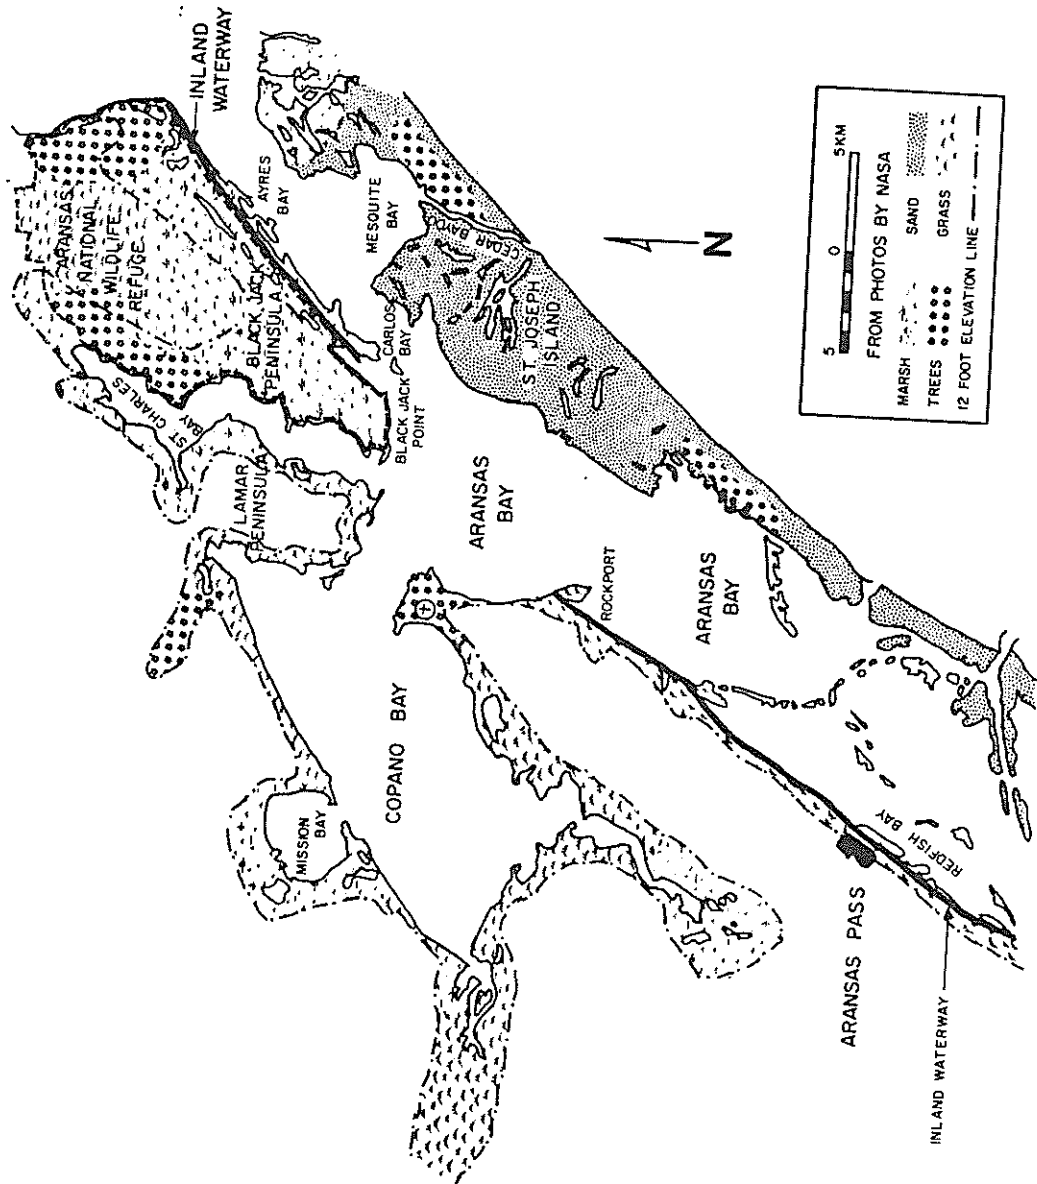 ARANSAS
NATIONAL
WILDLIFE
REFUGE
INLAND
WATERWAY
ST CHARLES
BAY
BLACK JACK
PENINSULA
AYRES
BAY
LAMAR
PENINSULA
MESQUITE
BAY
CARLOS
BAY
CEDAR BAYO
BLACK JACK
POINT
ST JOSEPH
ISLAND
ARANSAS
BAY
COPANO BAY
MISSION
BAY
ROCKPORT
ARANSAS
BAY
REDFISH BAY
ARANSAS PASS
INLAND WATERWAY
N
5 0 5KM
FROM PHOTOS BY NASA
MARSH SAND
TREES GRASS
12 FOOT ELEVATION LINE